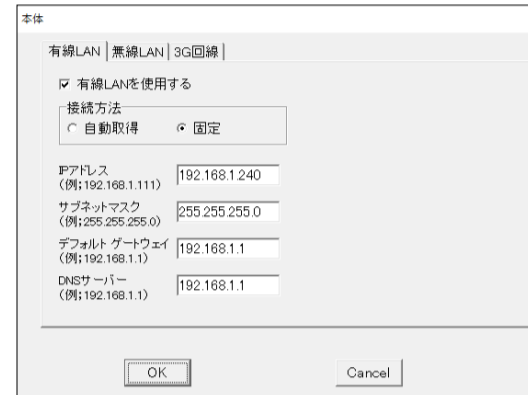 本体
有線LAN 無線LAN 3G回線
有線LANを使用する
接続方法
自動取得 固定
IPアドレス
(例;192.168.1.111)
192.168.1.240
サブネットマスク
(例;255.255.255.0)
255.255.255.0
デフォルト ゲートウェイ
(例;192.168.1.1)
192.168.1.1
DNSサーバー
(例;192.168.1.1)
192.168.1.1
OK Cancel